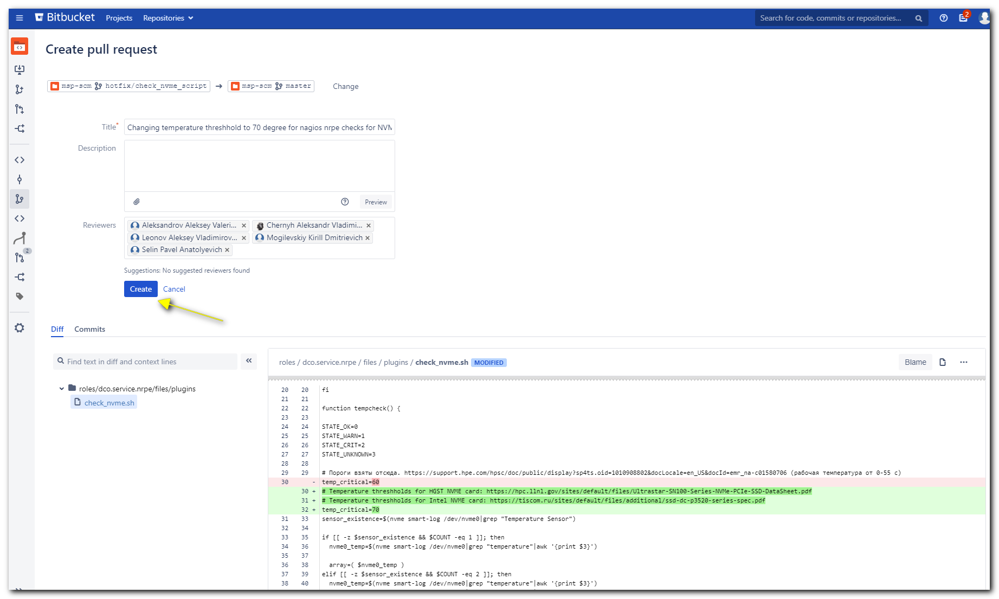 Bitbucket Projects Repositories Search for code, commits or repositories... 2
Create pull request
msp-scm hotfix/check_nvme_script → msp-scm master Change
Title* Changing temperature threshhold to 70 degree for nagios nrpe checks for NVM
Description
Preview
Reviewers Aleksandrov Aleksey Valeri... × Chernyh Aleksandr Vladimi... ×
Leonov Aleksey Vladimirov... × Mogilevskiy Kirill Dmitrievich ×
Selin Pavel Anatolyevich ×
2
Suggestions: No suggested reviewers found
Create Cancel
Diff Commits
Find text in diff and context lines
roles / dco.service.nrpe / files / plugins / check_nvme.sh MODIFIED Blame
roles/dco.service.nrpe/files/plugins
check_nvme.sh
20 20 fi
21 21
22 22 function tempcheck() {
23 23
24 24 STATE_OK=0
25 25 STATE_WARN=1
26 26 STATE_CRIT=2
27 27 STATE_UNKNOWN=3
28 28
29 29 # Пороги взяты отсюда. https://support.hpe.com/hpsc/doc/public/display?sp4ts.oid=1010908802&docLocale=en_US&docId=emr_na-c01580706 (рабочая температура от 0-55 с)
30 - temp_critical=60
30 + # Temperature threshholds for HGST NVME card: https://hpc.llnl.gov/sites/default/files/Ultrastar-SN100-Series-NVMe-PCIe-SSD-DataSheet.pdf
31 + # Temperature threshholds for Intel NVME card: https://tiscom.ru/sites/default/files/additional/ssd-dc-p3520-series-spec.pdf
32 + temp_critical=70
31 33 sensor_existence=$(nvme smart-log /dev/nvme0|grep "Temperature Sensor")
32 34
33 35 if [[ -z $sensor_existence && $COUNT -eq 1 ]]; then
34 36 nvme0_temp=$(nvme smart-log /dev/nvme0|grep "temperature"|awk '{print $3}')
35 37
36 38 array=( $nvme0_temp )
37 39 elif [[ -z $sensor_existence && $COUNT -eq 2 ]]; then
38 40 nvme0_temp=$(nvme smart-log /dev/nvme0|grep "temperature"|awk '{print $3}')